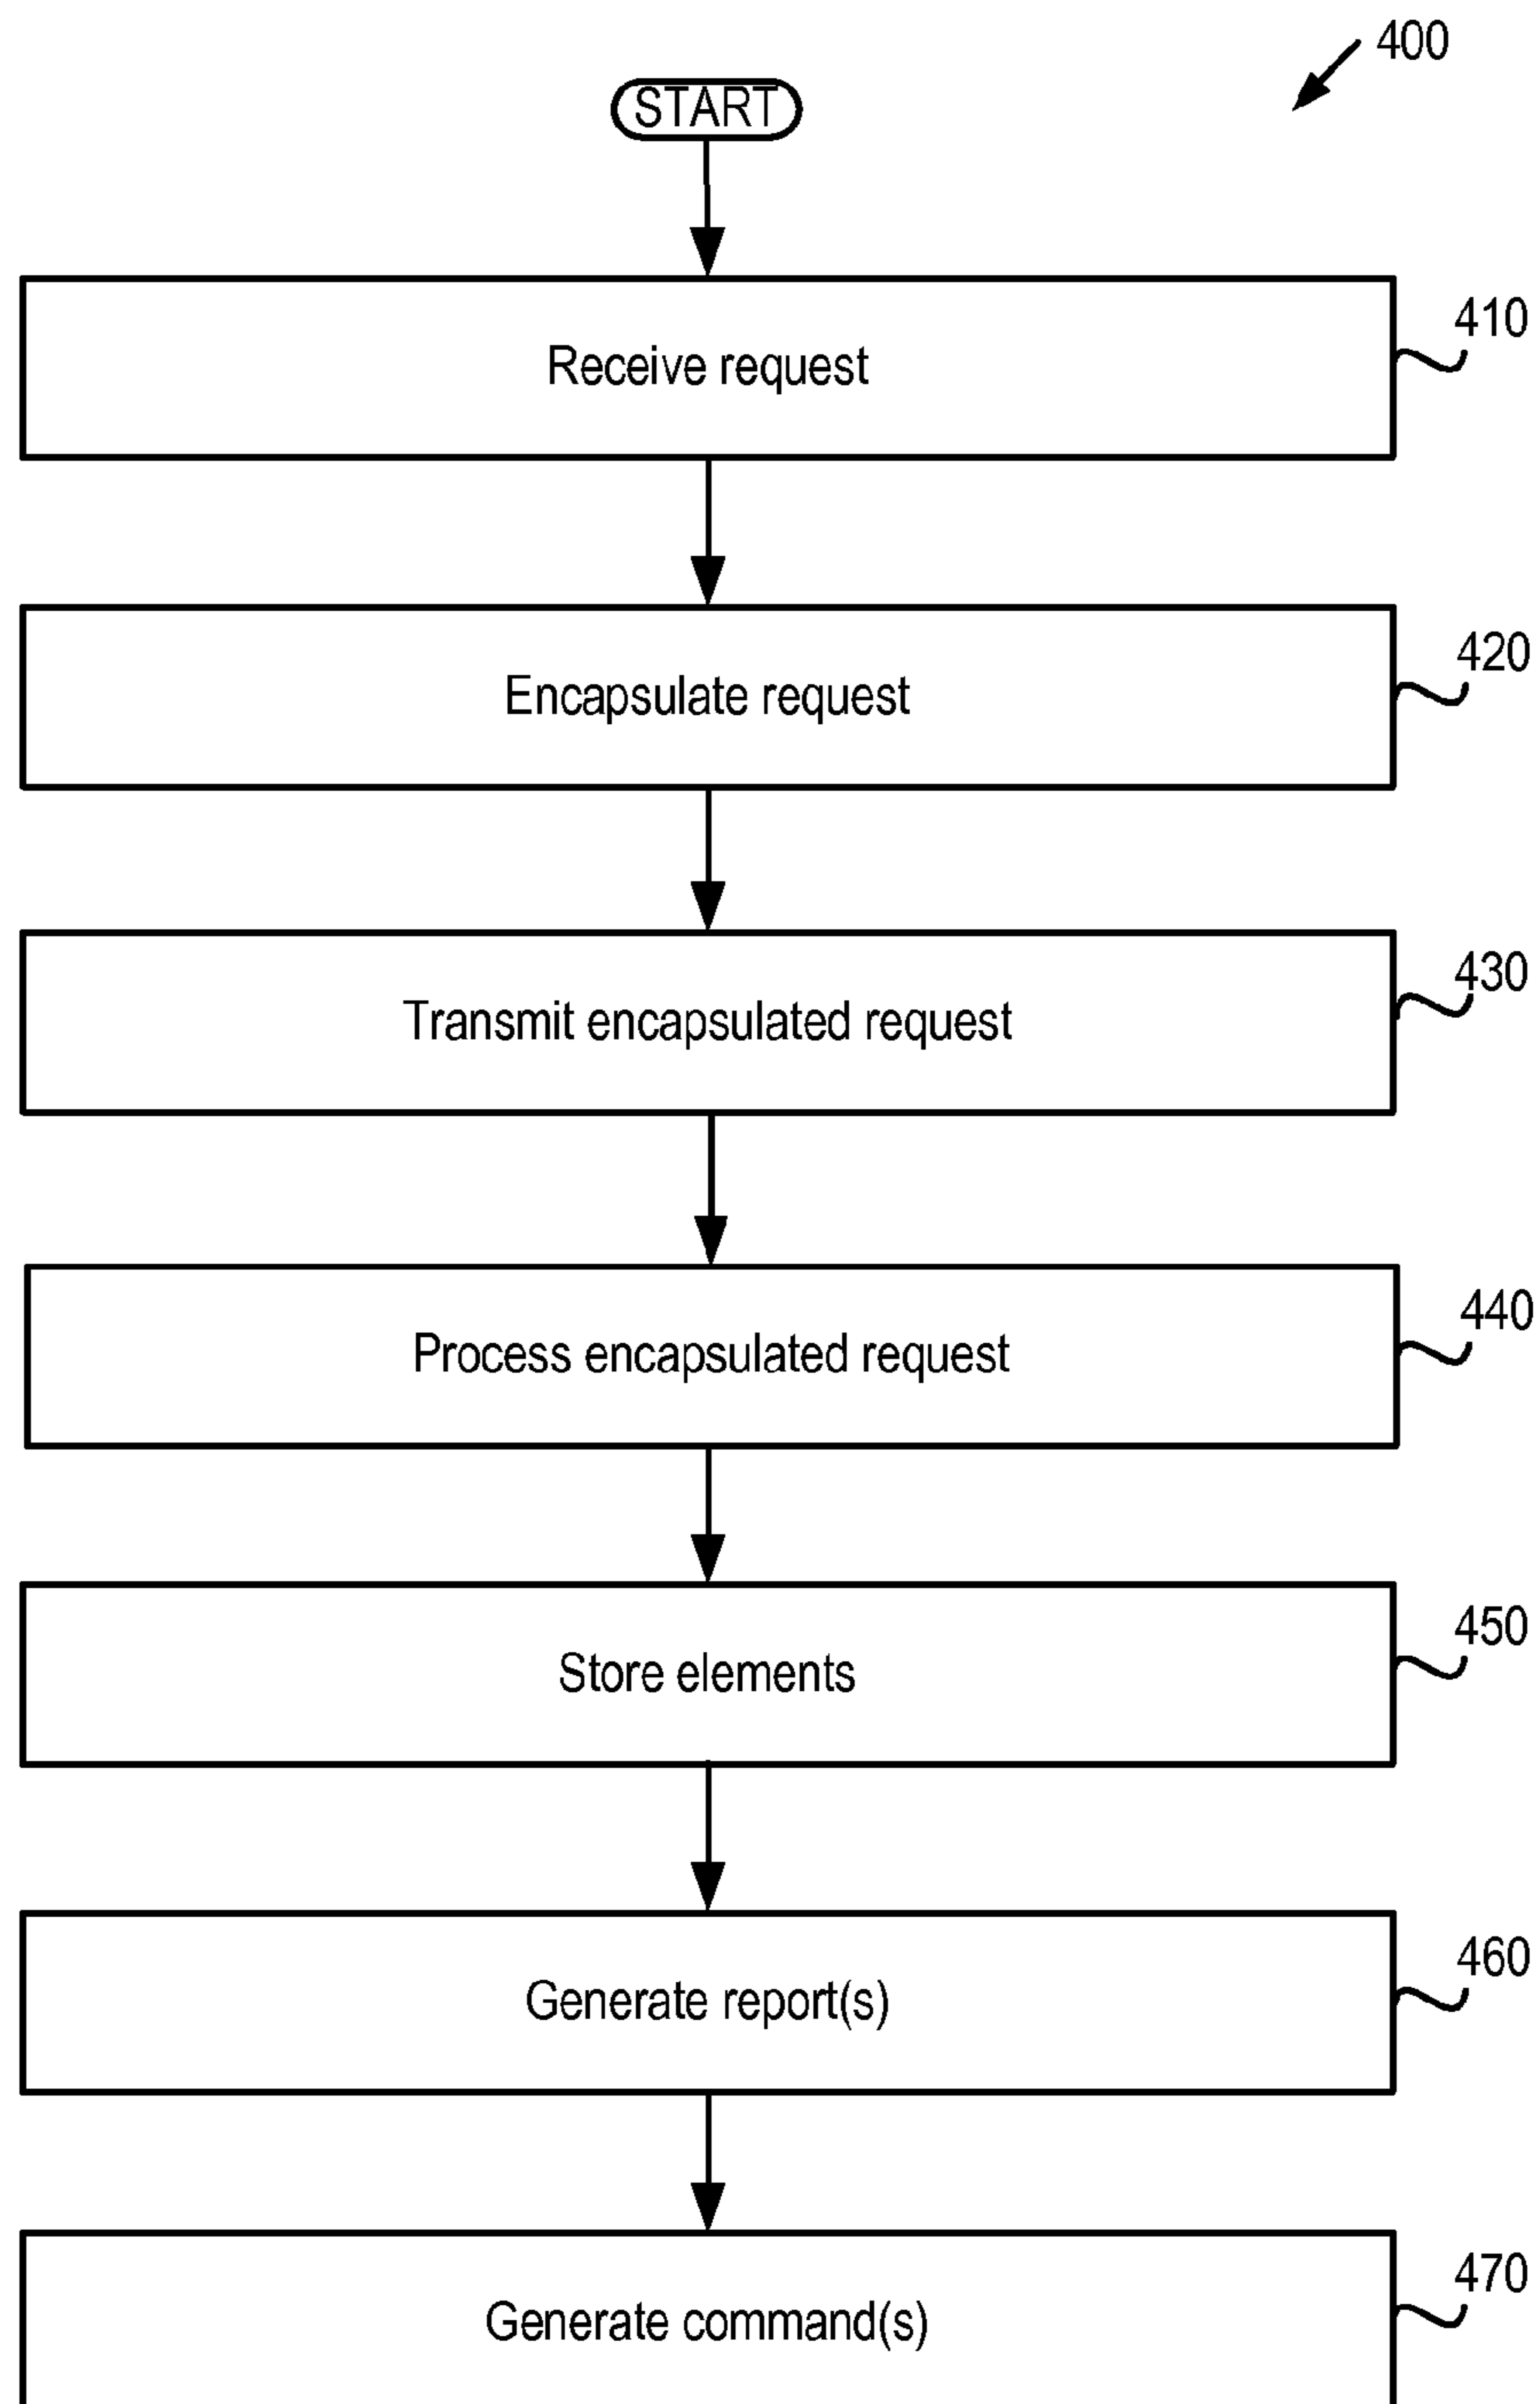 400
START
410
Receive request
420
Encapsulate request
430
Transmit encapsulated request
440
Process encapsulated request
450
Store elements
460
Generate report(s)
470
Generate command(s)